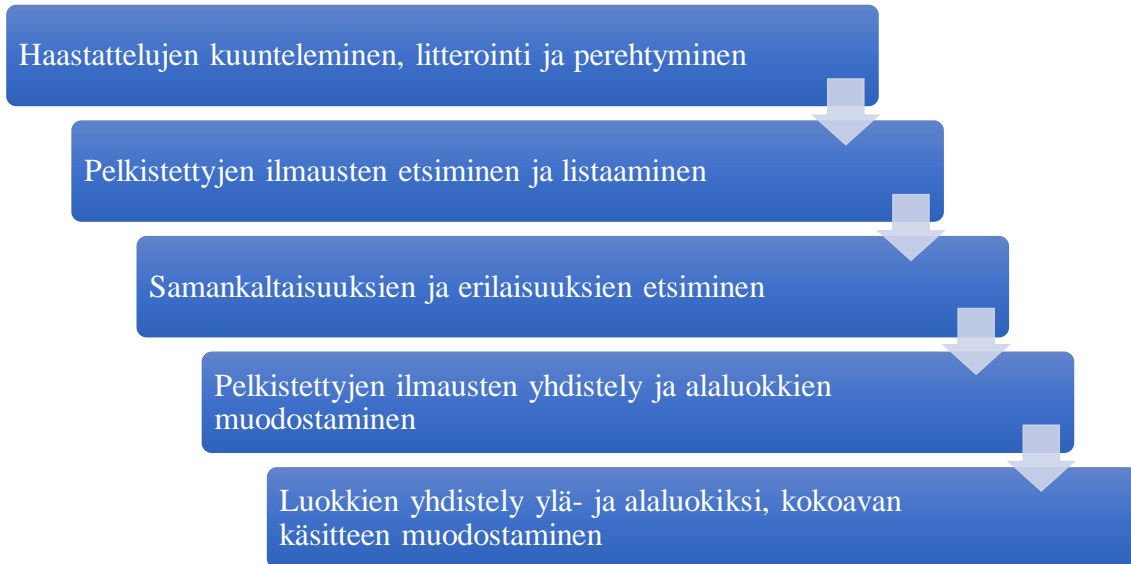 Haastattelujen kuunteleminen, litterointi ja perehtyminen
Pelkistettyjen ilmausten etsiminen ja listaaminen
Samankaltaisuuksien ja erilaisuuksien etsiminen
Pelkistettyjen ilmausten yhdistely ja alaluokkien
muodostaminen
Luokkien yhdistely ylä- ja alaluokiksi, kokoavan
käsitteen muodostaminen